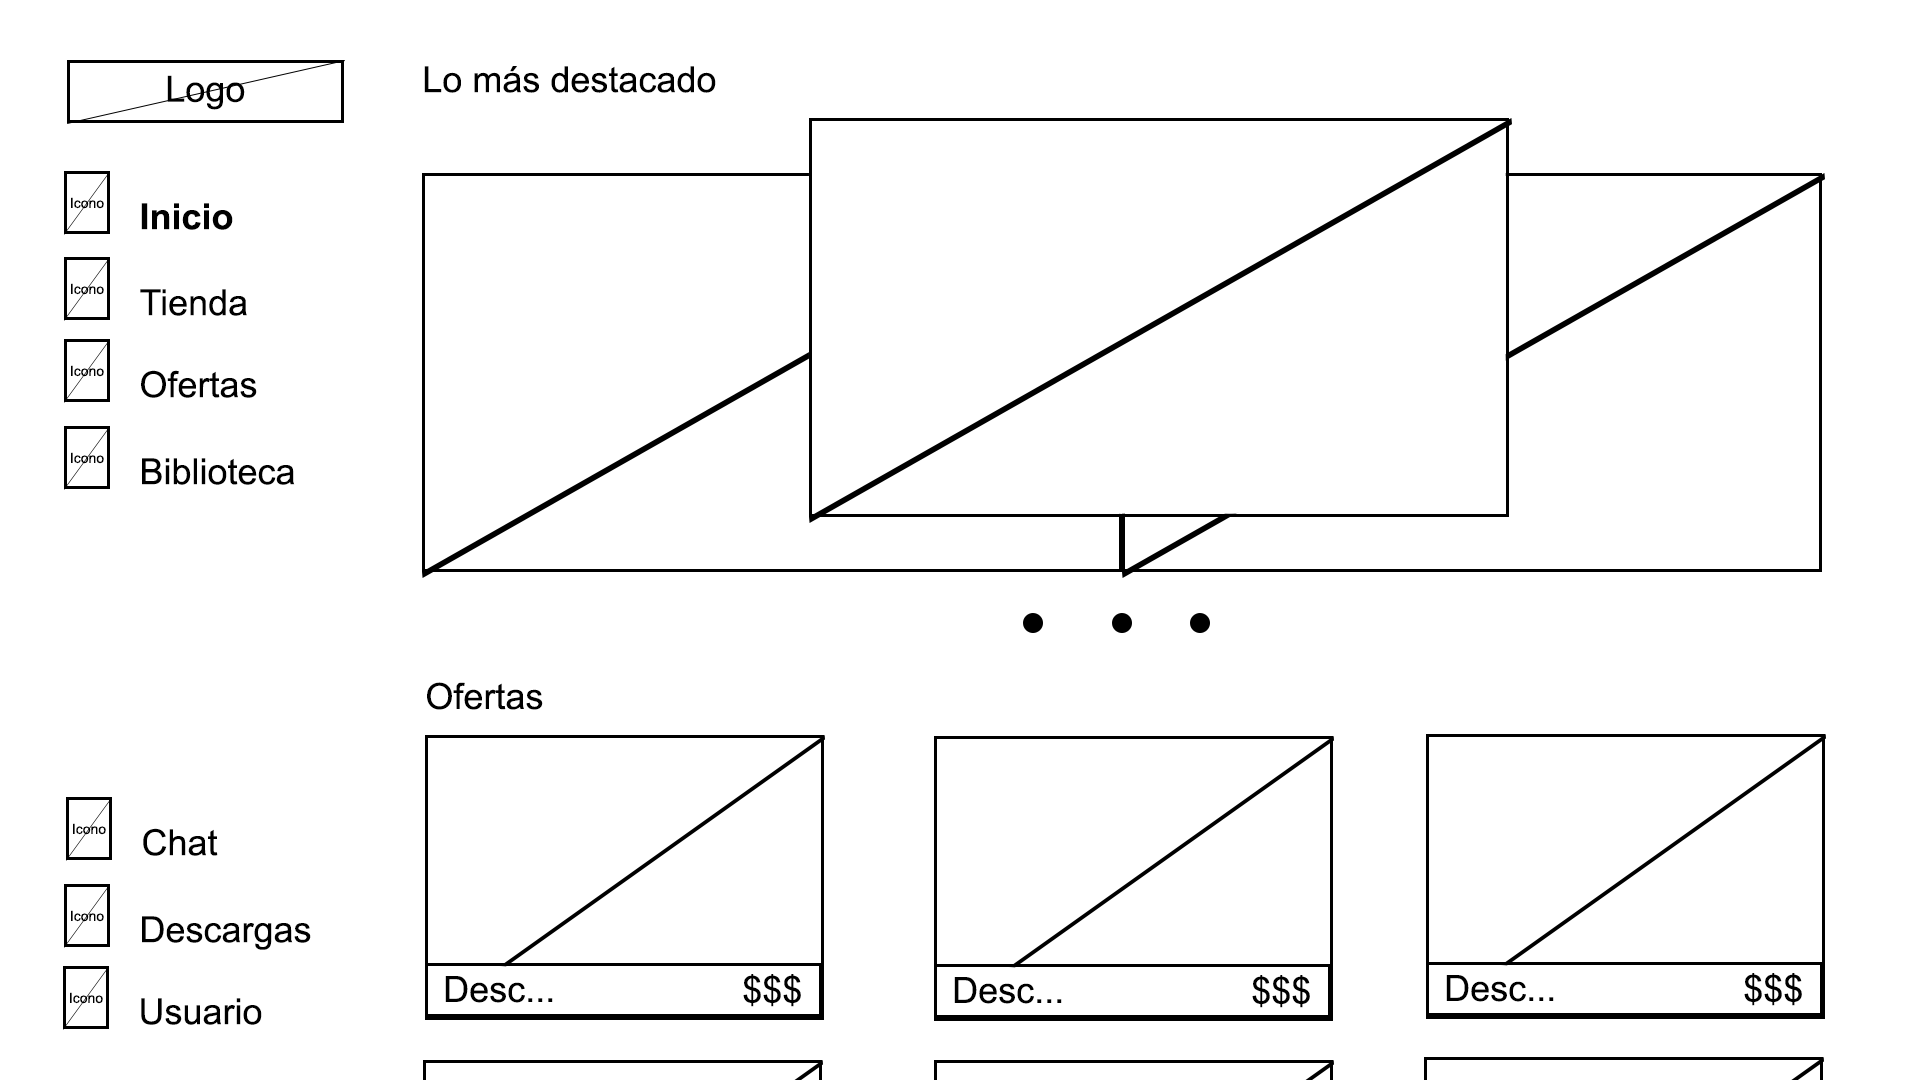 Logo
Lo más destacado
Icono
Inicio
Icono
Tienda
Icono
Ofertas
Icono
Biblioteca
Ofertas
Icono
Chat
Icono
Descargas
Icono
Usuario
Desc... $$$
Desc... $$$
Desc... $$$